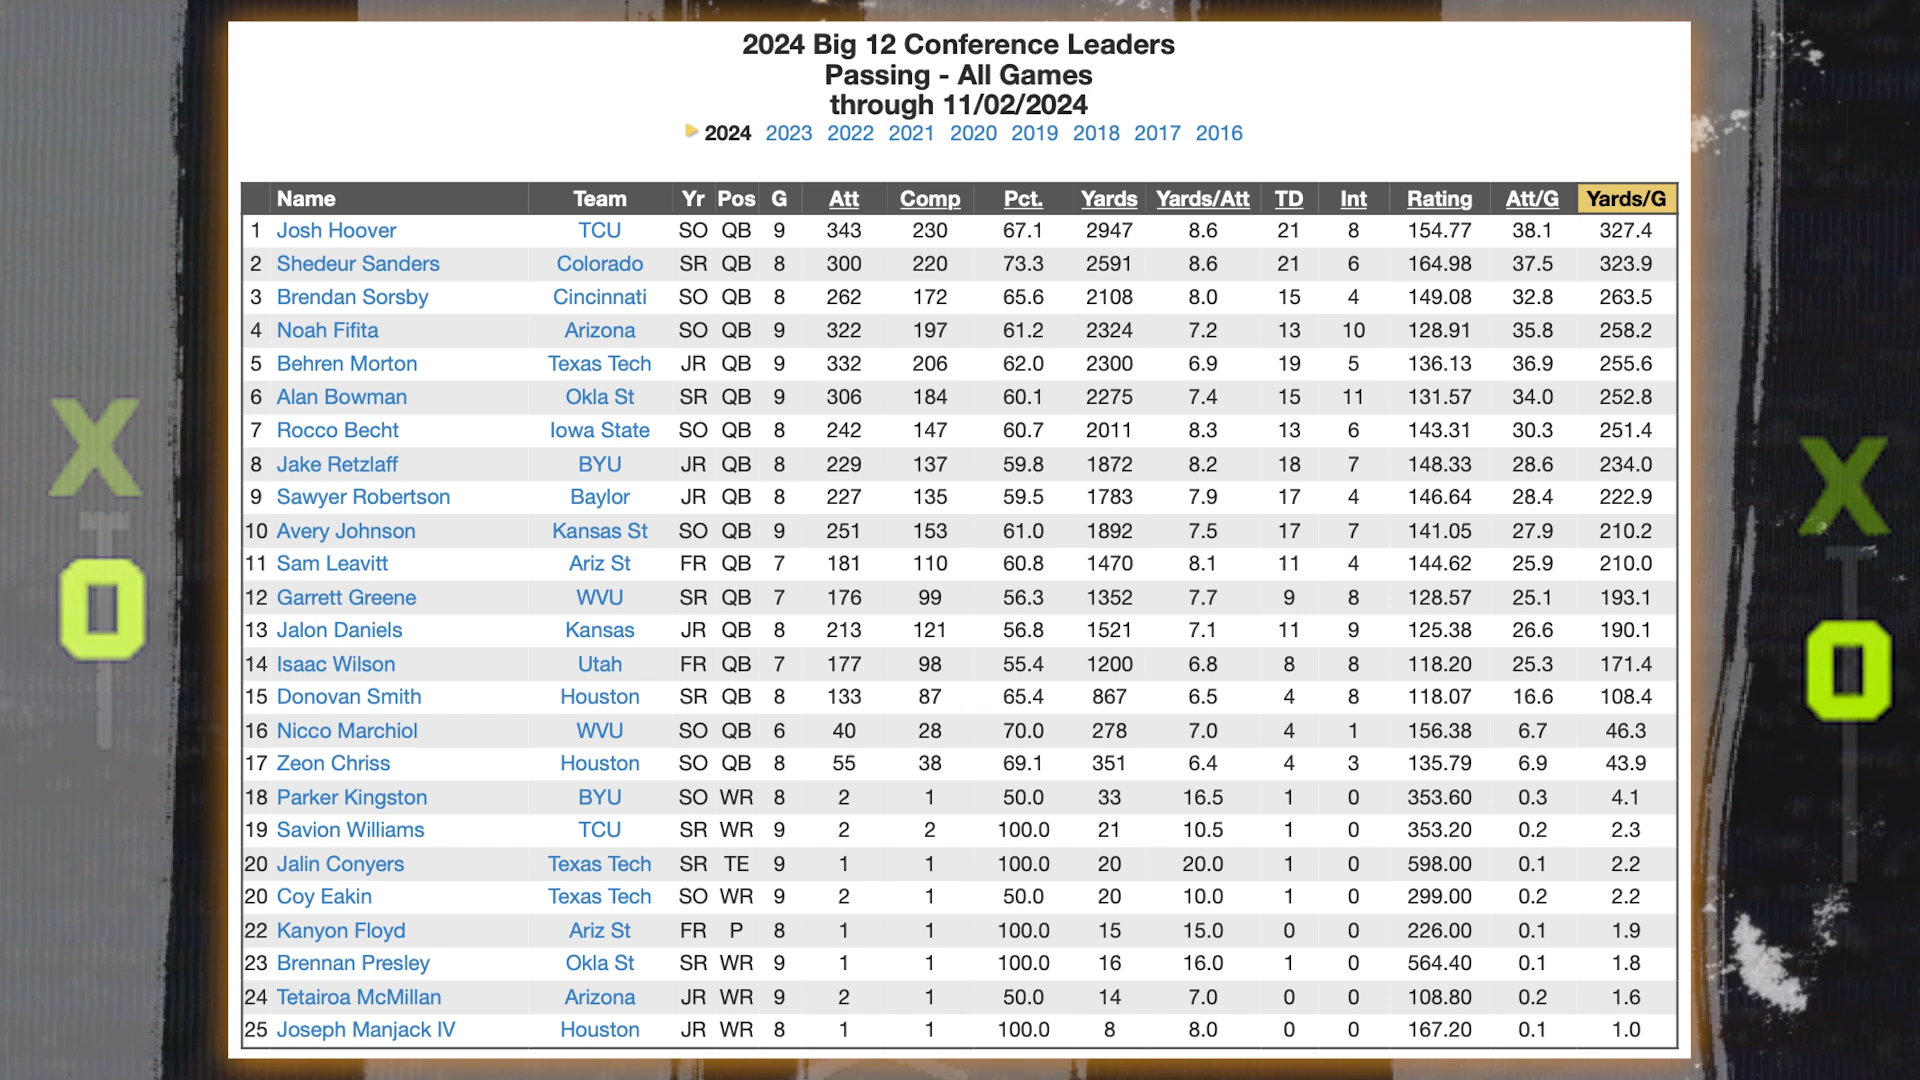 2024 Big 12 Conference Leaders
Passing - All Games
through 11/02/2024
2024 2023 2022 2021 2020 2019 2018 2017 2016
Name Team Yr Pos G Att Comp Pct. Yards Yards/Att TD Int Rating Att/G Yards/G
1 Josh Hoover TCU SO QB 9 343 230 67.1 2947 8.6 21 8 154.77 38.1 327.4
2 Shedeur Sanders Colorado SR QB 8 300 220 73.3 2591 8.6 21 6 164.98 37.5 323.9
3 Brendan Sorsby Cincinnati SO QB 8 262 172 65.6 2108 8.0 15 4 149.08 32.8 263.5
4 Noah Fifita Arizona SO QB 9 322 197 61.2 2324 7.2 13 10 128.91 35.8 258.2
5 Behren Morton Texas Tech JR QB 9 332 206 62.0 2300 6.9 19 5 136.13 36.9 255.6
6 Alan Bowman Okla St SR QB 9 306 184 60.1 2275 7.4 15 11 131.57 34.0 252.8
7 Rocco Becht Iowa State SO QB 8 242 147 60.7 2011 8.3 13 6 143.31 30.3 251.4
8 Jake Retzlaff BYU JR QB 8 229 137 59.8 1872 8.2 18 7 148.33 28.6 234.0
9 Sawyer Robertson Baylor JR QB 8 227 135 59.5 1783 7.9 17 4 146.64 28.4 222.9
10 Avery Johnson Kansas St SO QB 9 251 153 61.0 1892 7.5 17 7 141.05 27.9 210.2
11 Sam Leavitt Ariz St FR QB 7 181 110 60.8 1470 8.1 11 4 144.62 25.9 210.0
12 Garrett Greene WVU SR QB 7 176 99 56.3 1352 7.7 9 8 128.57 25.1 193.1
13 Jalon Daniels Kansas JR QB 8 213 121 56.8 1521 7.1 11 9 125.38 26.6 190.1
14 Isaac Wilson Utah FR QB 7 177 98 55.4 1200 6.8 8 8 118.20 25.3 171.4
15 Donovan Smith Houston SR QB 8 133 87 65.4 867 6.5 4 8 118.07 16.6 108.4
16 Nicco Marchiol WVU SO QB 6 40 28 70.0 278 7.0 4 1 156.38 6.7 46.3
17 Zeon Chriss Houston SO QB 8 55 38 69.1 351 6.4 4 3 135.79 6.9 43.9
18 Parker Kingston BYU SO WR 8 2 1 50.0 33 16.5 1 0 353.60 0.3 4.1
19 Savion Williams TCU SR WR 9 2 2 100.0 21 10.5 1 0 353.20 0.2 2.3
20 Jalin Conyers Texas Tech SR TE 9 1 1 100.0 20 20.0 1 0 598.00 0.1 2.2
20 Coy Eakin Texas Tech SO WR 9 2 1 50.0 20 10.0 1 0 299.00 0.2 2.2
22 Kanyon Floyd Ariz St FR P 8 1 1 100.0 15 15.0 0 0 226.00 0.1 1.9
23 Brennan Presley Okla St SR WR 9 1 1 100.0 16 16.0 1 0 564.40 0.1 1.8
24 Tetairoa McMillan Arizona JR WR 9 2 1 50.0 14 7.0 0 0 108.80 0.2 1.6
25 Joseph Manjack IV Houston JR WR 8 1 1 100.0 8 8.0 0 0 167.20 0.1 1.0
X
O
X
O